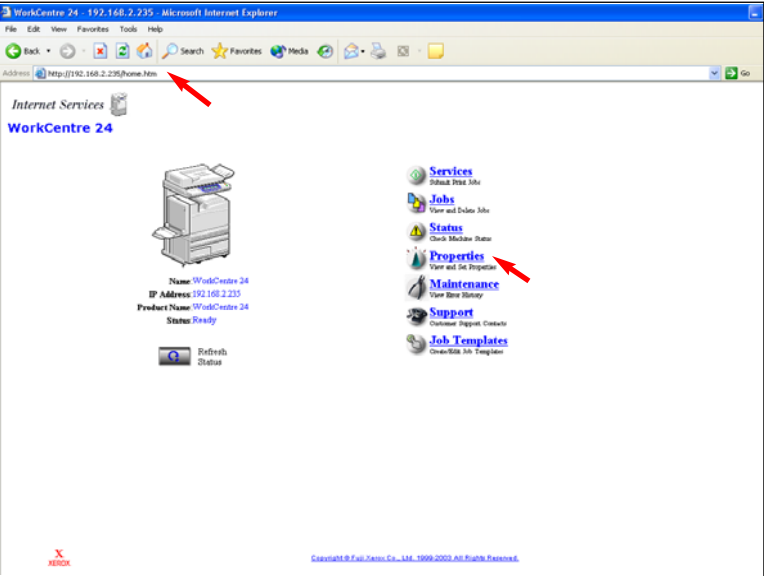 WorkCentre 24 - 192.168.2.235 - Microsoft Internet Explorer
File Edit View Favorites Tools Help
Back Search Favorites Media
Address http://192.168.2.235/home.htm Go
Internet Services
WorkCentre 24
Services
Submit Print Jobs
Jobs
View and Delete Jobs
Status
Check Machine Status
Properties
View and Set Properties
Maintenance
View Error History
Support
Customer Support Contacts
Job Templates
Create/Edit Job Templates
Name: WorkCentre 24
IP Address: 192.168.2.235
Product Name: WorkCentre 24
Status: Ready
Refresh
Status
X
XEROX
Copyright © Fuji Xerox Co., Ltd. 1999-2003 All Rights Reserved.